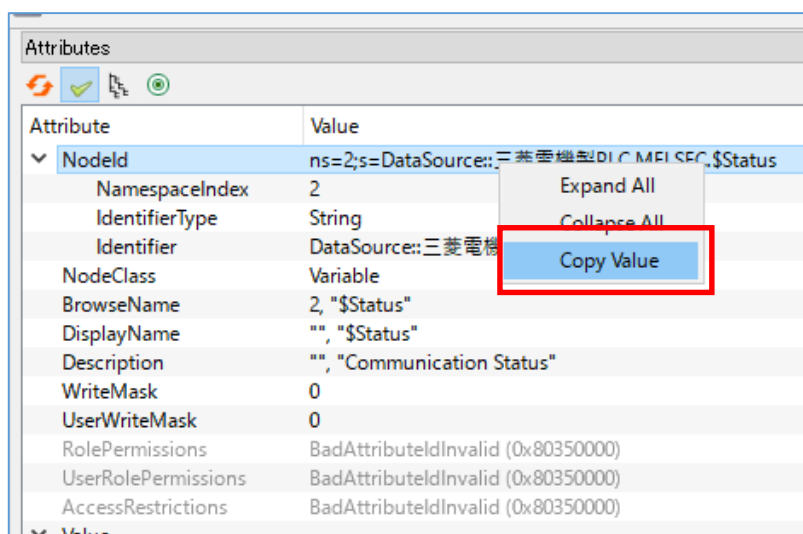 Attributes
Attribute Value
NodeId ns=2;s=DataSource::三菱電機製PLC MELSEC.$Status
NamespaceIndex 2
Expand All
IdentifierType String
Collapse All
Identifier DataSource::三菱電機
Copy Value
NodeClass Variable
BrowseName 2, "$Status"
DisplayName "", "$Status"
Description "", "Communication Status"
WriteMask 0
UserWriteMask 0
RolePermissions BadAttributeIdInvalid (0x80350000)
UserRolePermissions BadAttributeIdInvalid (0x80350000)
AccessRestrictions BadAttributeIdInvalid (0x80350000)
Value